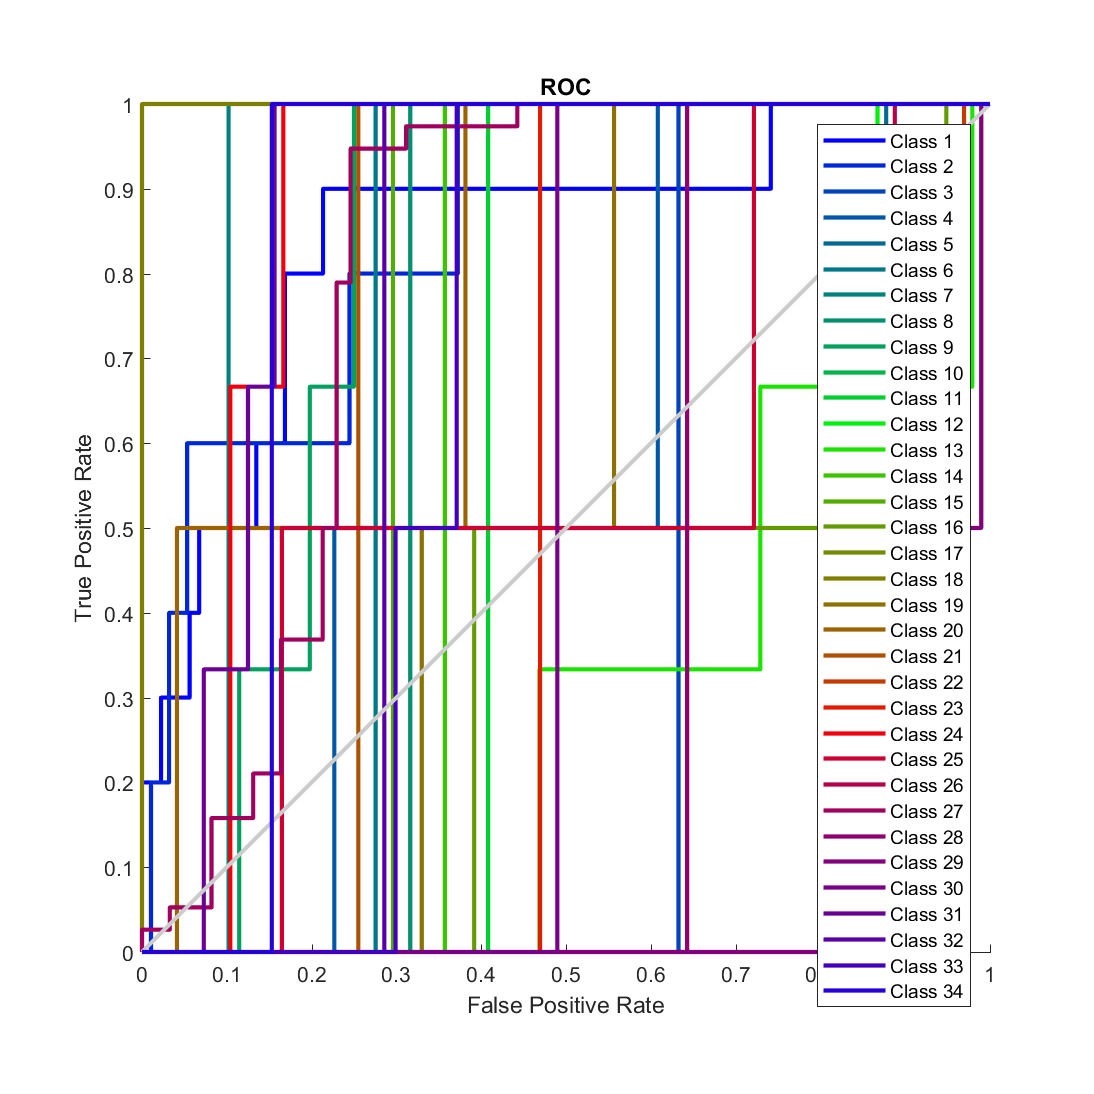 ROC
1
0.9
0.8
0.7
0.6
0.5
0.4
0.3
0.2
0.1
0
True Positive Rate
0 0.1 0.2 0.3 0.4 0.5 0.6 0.7 1
False Positive Rate
Class 1
Class 2
Class 3
Class 4
Class 5
Class 6
Class 7
Class 8
Class 9
Class 10
Class 11
Class 12
Class 13
Class 14
Class 15
Class 16
Class 17
Class 18
Class 19
Class 20
Class 21
Class 22
Class 23
Class 24
Class 25
Class 26
Class 27
Class 28
Class 29
Class 30
Class 31
Class 32
Class 33
Class 34